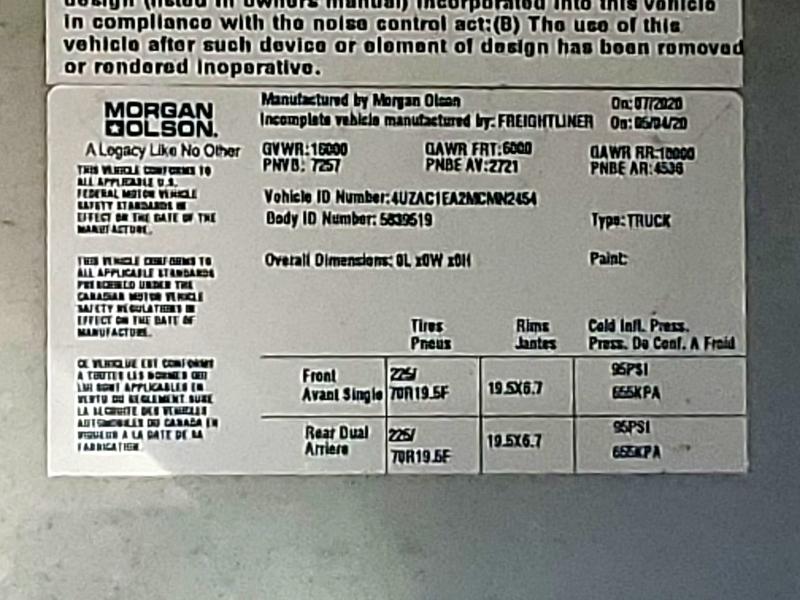 design (listed in owners manual) incorporated into this vehicle
in compliance with the noise control act:(B) The use of this
vehicle after such device or element of design has been removed
or rendered inoperative.
MORGAN
OLSON.
A Legacy Like No Other
THIS VEHICLE CONFORMS TO
ALL APPLICABLE U.S.
FEDERAL MOTOR VEHICLE
SAFETY STANDARDS IN
EFFECT ON THE DATE OF THE
MANUFACTURE.
THIS VEHICLE CONFORMS TO
ALL APPLICABLE STANDARDS
PRESCRIBED UNDER THE
CANADIAN MOTOR VEHICLE
SAFETY REGULATIONS IN
EFFECT ON THE DATE OF
MANUFACTURE.
CE VEHICULE EST CONFORME
A TOUTES LES NORMES QUI
LUI SONT APPLICABLES EN
VERTU DU REGLEMENT SURE
LA SECURITE DES VEHICLES
AUTOMOBILES DU CANADA EN
VIGUEUR A LA DATE DE SA
FABRICATION.
Manufactured by Morgan Olson On: 07/2020
Incomplete vehicle manufactured by: FREIGHTLINER On: 05/04/20
GVWR: 16000 GAWR FRT: 6000 GAWR RR: 10000
PNVB: 7257 PNBE AV: 2721 PNBE AR: 4536
Vehicle ID Number: 4UZAC1EA2MCMN2454
Body ID Number: 5839519 Type: TRUCK
Overall Dimensions: 0L x0W x0H Paint:
Tires Rims Cold Infl. Press.
Pneus Jantes Press. De Conf. A Froid
Front 225/ 95PSI
Avant Single 70R19.5F 19.5X6.7 655KPA
Rear Dual 225/ 95PSI
Arriere 70R19.5F 19.5X6.7 655KPA